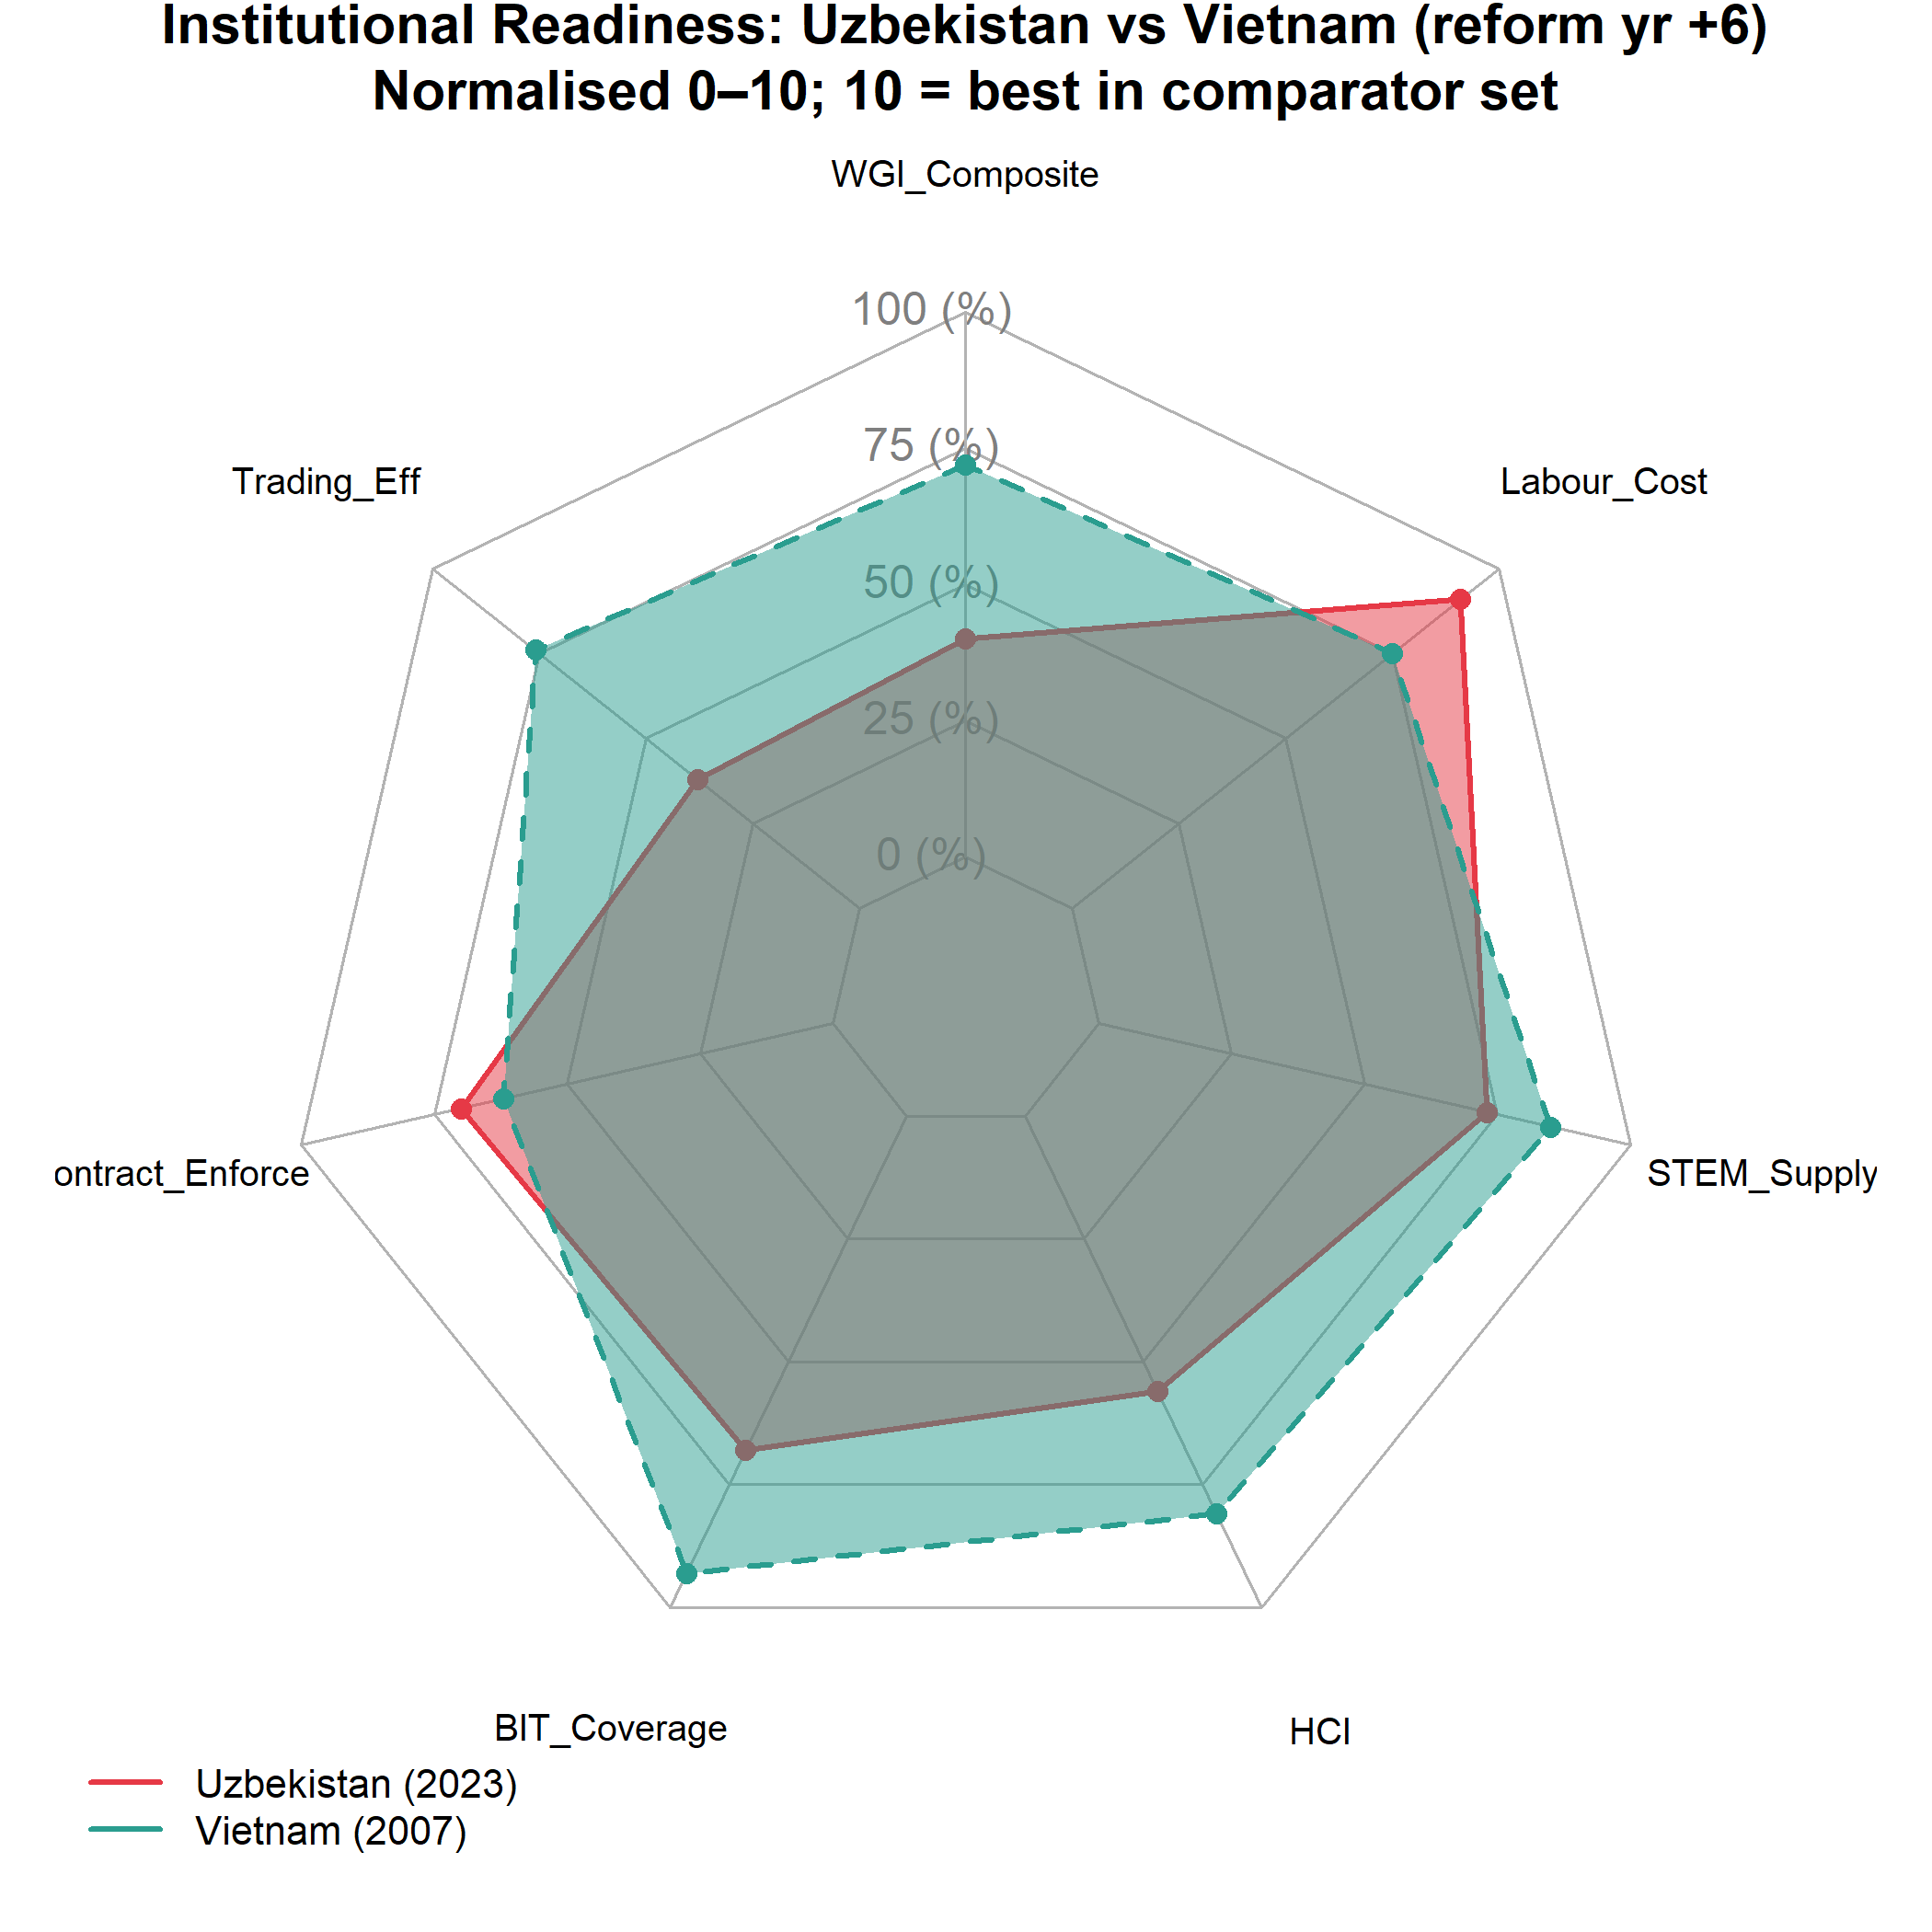 Institutional Readiness: Uzbekistan vs Vietnam (reform yr +6)
Normalised 0–10; 10 = best in comparator set
WGI_Composite
100 (%)
75 (%)
Trading_Eff
Labour_Cost
50 (%)
25 (%)
0 (%)
ontract_Enforce
STEM_Supply
BIT_Coverage
HCI
Uzbekistan (2023)
Vietnam (2007)